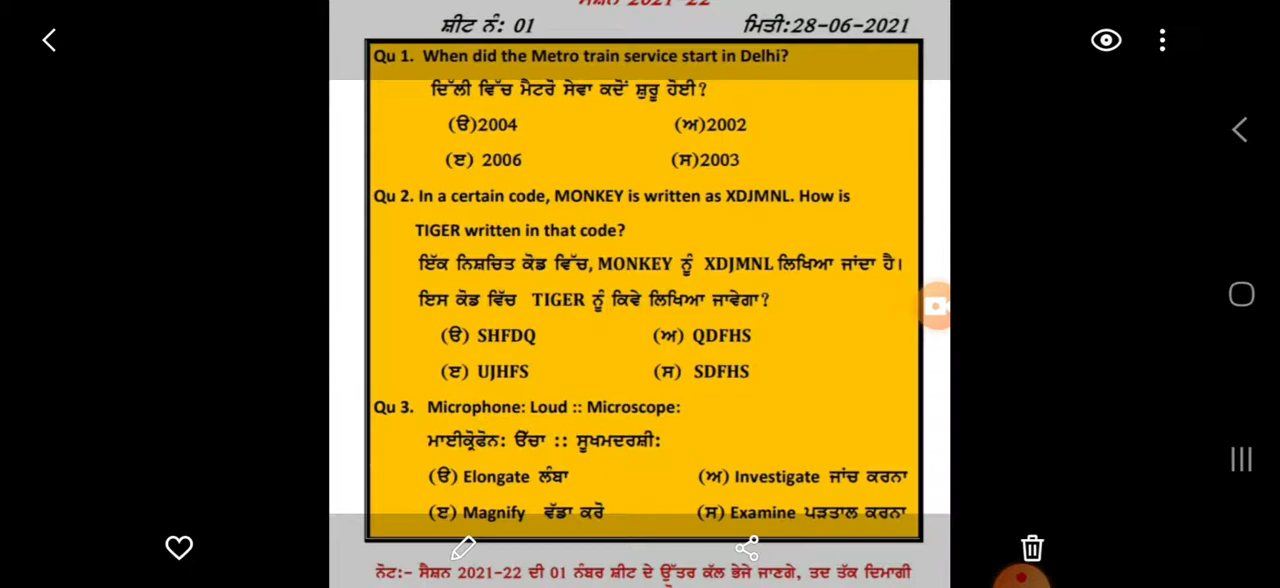 ਸੈਸ਼ਨ 2021-22
ਸ਼ੀਟ ਨੰ: 01 ਮਿਤੀ:28-06-2021
Qu 1. When did the Metro train service start in Delhi?
ਦਿੱਲੀ ਵਿੱਚ ਮੈਟਰੋ ਸੇਵਾ ਕਦੋਂ ਸ਼ੁਰੂ ਹੋਈ?
(ੳ)2004 (ਅ)2002
(ੲ) 2006 (ਸ)2003
Qu 2. In a certain code, MONKEY is written as XDJMNL. How is
TIGER written in that code?
ਇੱਕ ਨਿਸ਼ਚਿਤ ਕੋਡ ਵਿੱਚ, MONKEY ਨੂੰ XDJMNL ਲਿਖਿਆ ਜਾਂਦਾ ਹੈ।
ਇਸ ਕੋਡ ਵਿੱਚ TIGER ਨੂੰ ਕਿਵੇ ਲਿਖਿਆ ਜਾਵੇਗਾ?
(ੳ) SHFDQ (ਅ) QDFHS
(ੲ) UJHFS (ਸ) SDFHS
Qu 3. Microphone: Loud :: Microscope:
ਮਾਈਕ੍ਰੋਫੋਨ: ਉੱਚਾ :: ਸੂਖਮਦਰਸ਼ੀ:
(ੳ) Elongate ਲੰਬਾ (ਅ) Investigate ਜਾਂਚ ਕਰਨਾ
(ੲ) Magnify ਵੱਡਾ ਕਰੋ (ਸ) Examine ਪੜਤਾਲ ਕਰਨਾ
ਨੋਟ:- ਸੈਸ਼ਨ 2021-22 ਦੀ 01 ਨੰਬਰ ਸ਼ੀਟ ਦੇ ਉੱਤਰ ਕੱਲ ਭੇਜੇ ਜਾਣਗੇ, ਤਦ ਤੱਕ ਦਿਮਾਗੀ